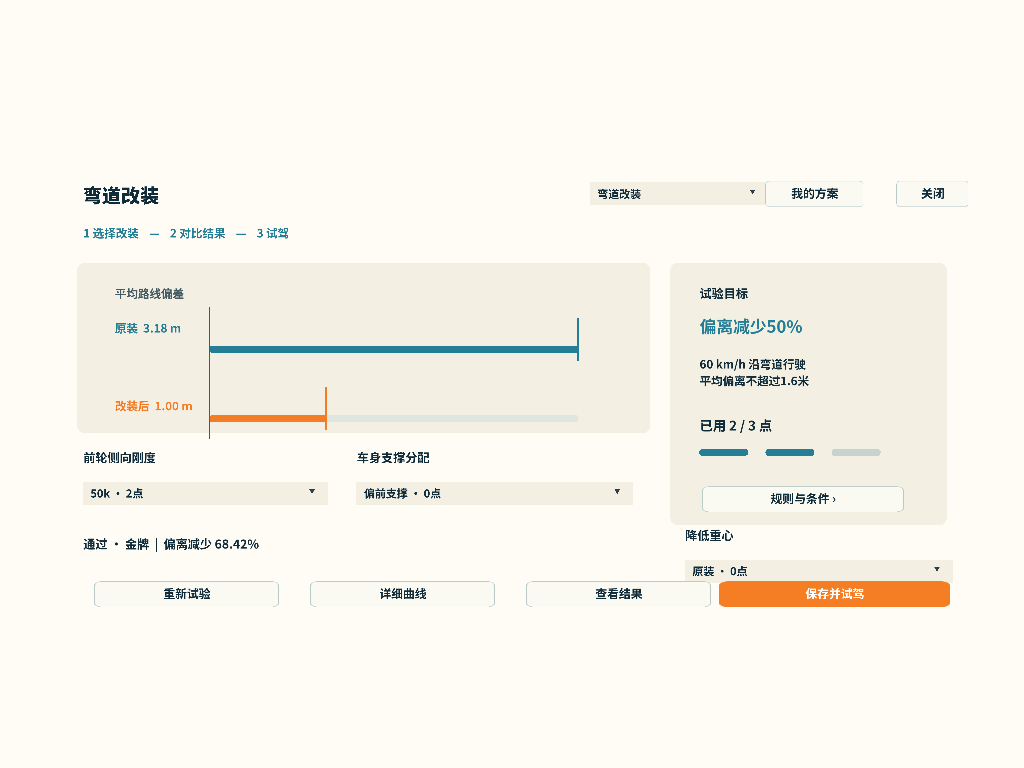 弯道改装
弯道改装
我的方案
关闭
1 选择改装 — 2 对比结果 — 3 试驾
平均路线偏差
原装 3.18 m
改装后 1.00 m
试验目标
偏离减少50%
60 km/h 沿弯道行驶
平均偏离不超过1.6米
已用 2 / 3 点
规则与条件 ›
前轮侧向刚度
50k · 2点
车身支撑分配
偏前支撑 · 0点
降低重心
原装 · 0点
通过 · 金牌 | 偏离减少 68.42%
重新试验
详细曲线
查看结果
保存并试驾